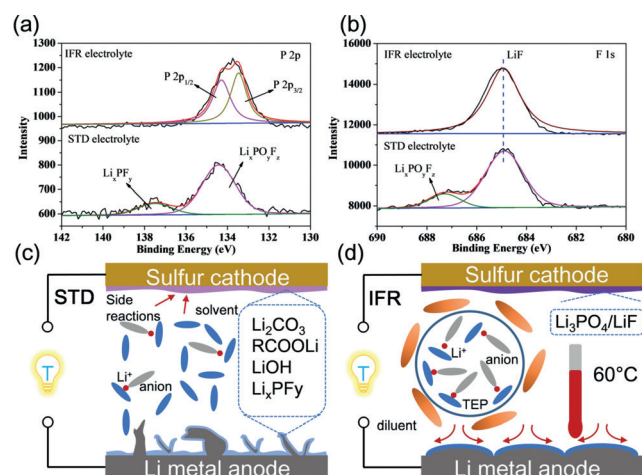 (a)
IFR electrolyte
P 2p
P 2p1/2
P 2p3/2
STD electrolyte
LixPFy
LixPOyFz
Intensity
1300
1200
1100
1000
900
800
700
600
142 140 138 136 134 132 130
Binding Energy (eV)
(b)
IFR electrolyte
LiF
F 1s
STD electrolyte
LixPOyFz
Intensity
16000
14000
12000
10000
8000
690 688 686 684 682 680
Binding Energy (eV)
(c)
Sulfur cathode
STD
Side
reactions
solvent
Li+
anion
Li2CO3
RCOOLi
LiOH
LixPFy
T
Li metal anode
(d)
Sulfur cathode
IFR
Li3PO4/LiF
Li+
anion
TEP
60°C
diluent
T
Li metal anode